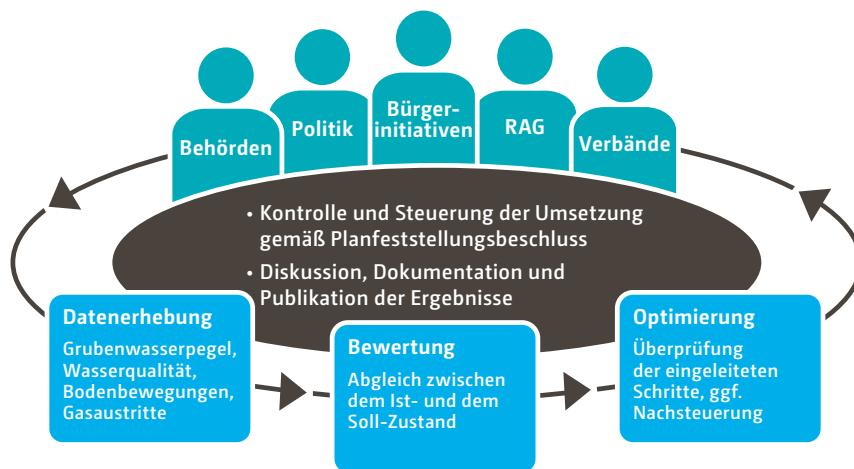 Behörden
Politik
Bürger-
initiativen
RAG
Verbände
• Kontrolle und Steuerung der Umsetzung
gemäß Planfeststellungsbeschluss
• Diskussion, Dokumentation und
Publikation der Ergebnisse
Datenerhebung
Grubenwasserpegel,
Wasserqualität,
Bodenbewegungen,
Gasaustritte
Bewertung
Abgleich zwischen
dem Ist- und dem
Soll-Zustand
Optimierung
Überprüfung
der eingeleiteten
Schritte, ggf.
Nachsteuerung